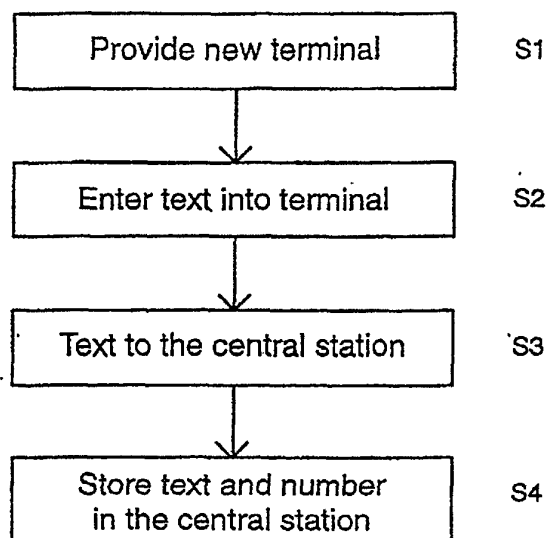 Provide new terminal S1
Enter text into terminal S2
Text to the central station S3
Store text and number S4
in the central station